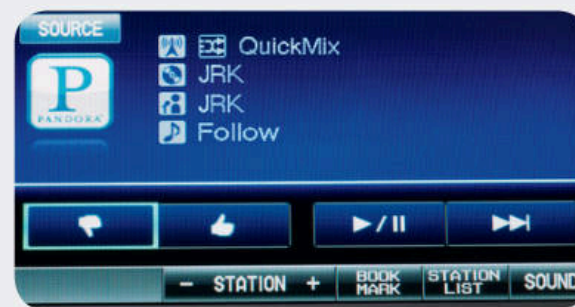 SOURCE
P
PANDORA
QuickMix
JRK
JRK
Follow
− STATION +
BOOK MARK
STATION LIST
SOUND